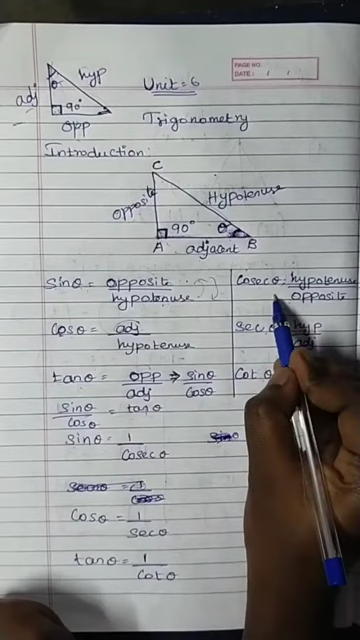 PAGE NO.
DATE: / /
hyp
adj
θ
90°
opp
Unit = 6
Trigonometry
Introduction:
C
opposite
Hypotenuse
90°
θ
A
adjacent
B
sinθ = opposite / hypotenuse
cosecθ = hypotenuse / opposite
cosθ = adj / hypotenuse
sec hyp / adj
tanθ = opp / adj ⇒ sinθ / cosθ
cot
sinθ / cosθ = tanθ
sinθ = 1 / cosecθ
cosθ = 1 / secθ
tanθ = 1 / cotθ